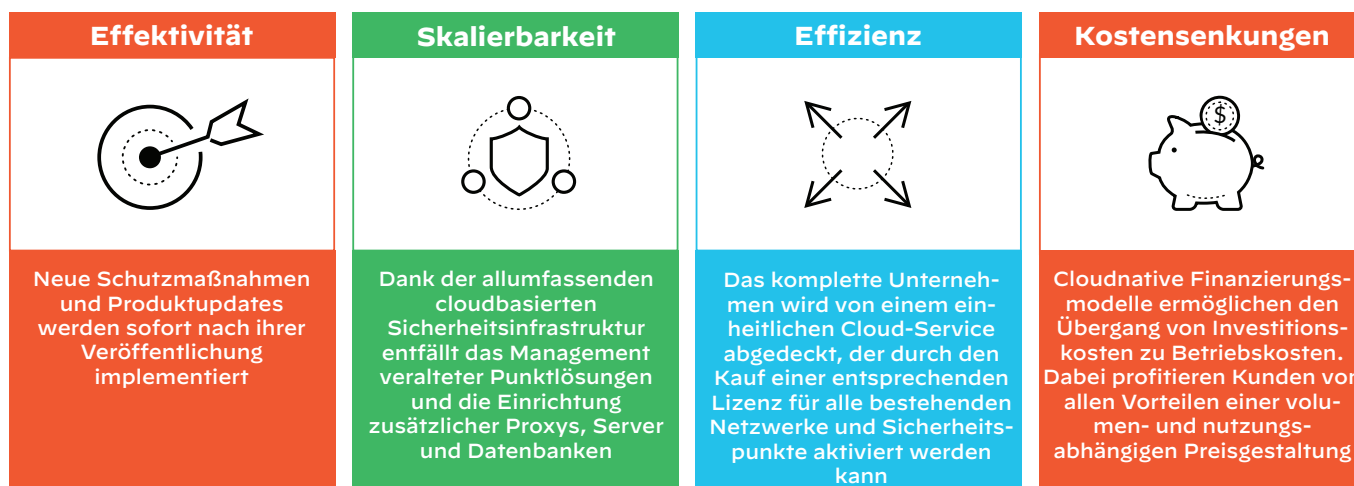 Effektivität
Neue Schutzmaßnahmen
und Produktupdates
werden sofort nach ihrer
Veröffentlichung
implementiert
Skalierbarkeit
Dank der allumfassenden
cloudbasierten
Sicherheitsinfrastruktur
entfällt das Management
veralteter Punktlösungen
und die Einrichtung
zusätzlicher Proxys, Server
und Datenbanken
Effizienz
Das komplette Unterneh-
men wird von einem ein-
heitlichen Cloud-Service
abgedeckt, der durch den
Kauf einer entsprechenden
Lizenz für alle bestehenden
Netzwerke und Sicherheits-
punkte aktiviert werden
kann
Kostensenkungen
$
Cloudnative Finanzierungs-
modelle ermöglichen den
Übergang von Investitions-
kosten zu Betriebskosten.
Dabei profitieren Kunden von
allen Vorteilen einer volu-
men- und nutzungs-
abhängigen Preisgestaltung